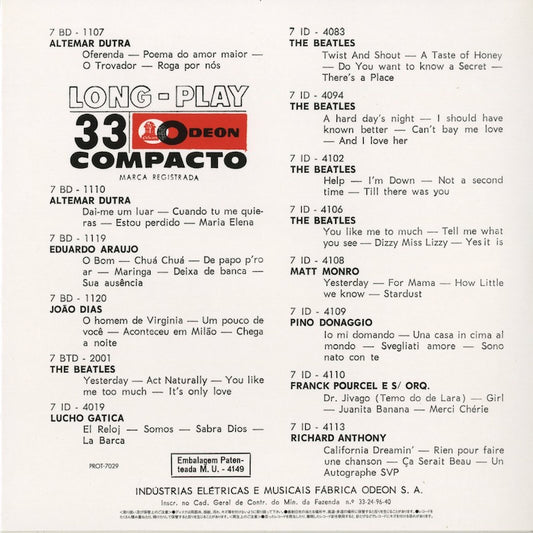 7 BD - 1107
ALTEMAR DUTRA
Oferenda — Poema do amor maior —
O Trovador — Roga por nós
LONG-PLAY
33 ODEON
COMPACTO
MARCA REGISTRADA
7 BD - 1110
ALTEMAR DUTRA
Dai-me um luar — Cuando tu me quie-
ras — Estou perdido — Maria Elena
7 BD - 1119
EDUARDO ARAUJO
O Bom — Chuá Chuá — De papo p'ro
ar — Maringa — Deixa de banca —
Sua ausência
7 BD - 1120
JOÃO DIAS
O homem de Virginia — Um pouco de
você — Aconteceu em Milão — Chega
a noite
7 BTD - 2001
THE BEATLES
Yesterday — Act Naturally — You like
me too much — It's only love
7 ID - 4019
LUCHO GATICA
El Reloj — Somos — Sabra Dios —
La Barca
PROT-7029
Embalagem Paten-
teada M. U. - 4149
7 ID - 4083
THE BEATLES
Twist And Shout — A Taste of Honey
— Do You want to know a Secret —
There's a Place
7 ID - 4094
THE BEATLES
A hard day's night — I should have
known better — Can't bay me love
— And I love her
7 ID - 4102
THE BEATLES
Help — I'm Down — Not a second
time — Till there was you
7 ID - 4106
THE BEATLES
You like me to much — Tell me what
you see — Dizzy Miss Lizzy — Yes it is
7 ID - 4108
MATT MONRO
Yesterday — For Mama — How Little
we know — Stardust
7 ID - 4109
PINO DONAGGIO
Io mi domando — Una casa in cima al
mondo — Svegliati amore — Sono
nato con te
7 ID - 4110
FRANCK POURCEL E S/ ORQ.
Dr. Jivago (Temo do de Lara) — Girl
— Juanita Banana — Merci Chérie
7 ID - 4113
RICHARD ANTHONY
California Dreamin' — Rien pour faire
une chanson — Ça Serait Beau — Un
Autographe SVP
INDÚSTRIAS ELÉTRICAS E MUSICAIS FÁBRICA ODEON S. A.
Inscr. no Cad. Geral de Contr. do Min. da Fazenda n.º 33-24-96-40